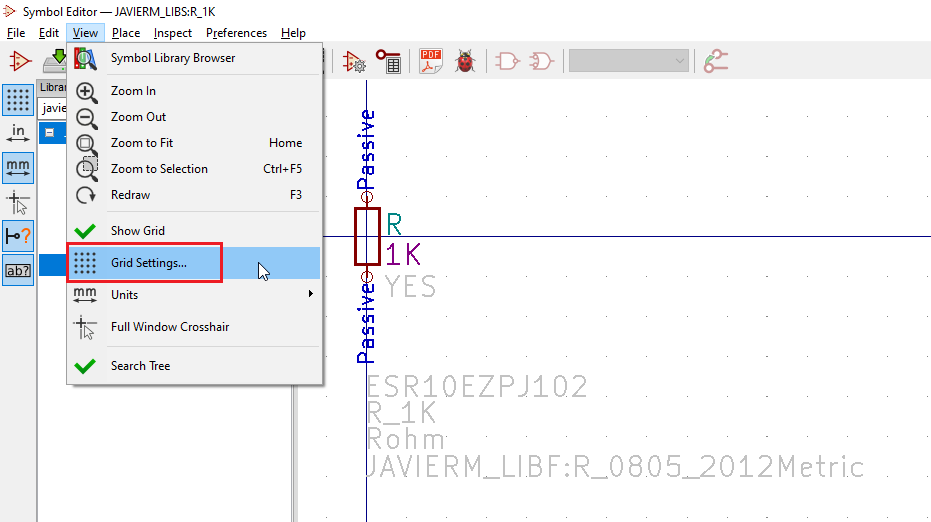 Symbol Editor — JAVIERM_LIBS:R_1K
File Edit View Place Inspect Preferences Help
PDF
in
mm
ab?
javie
Symbol Library Browser
Zoom In
Zoom Out
Zoom to Fit Home
Zoom to Selection Ctrl+F5
Redraw F3
Show Grid
Grid Settings...
mm Units
Full Window Crosshair
Search Tree
Passive
R
1K
YES
Passive
ESR10EZPJ102
R_1K
Rohm
JAVIERM_LIBF:R_0805_2012Metric